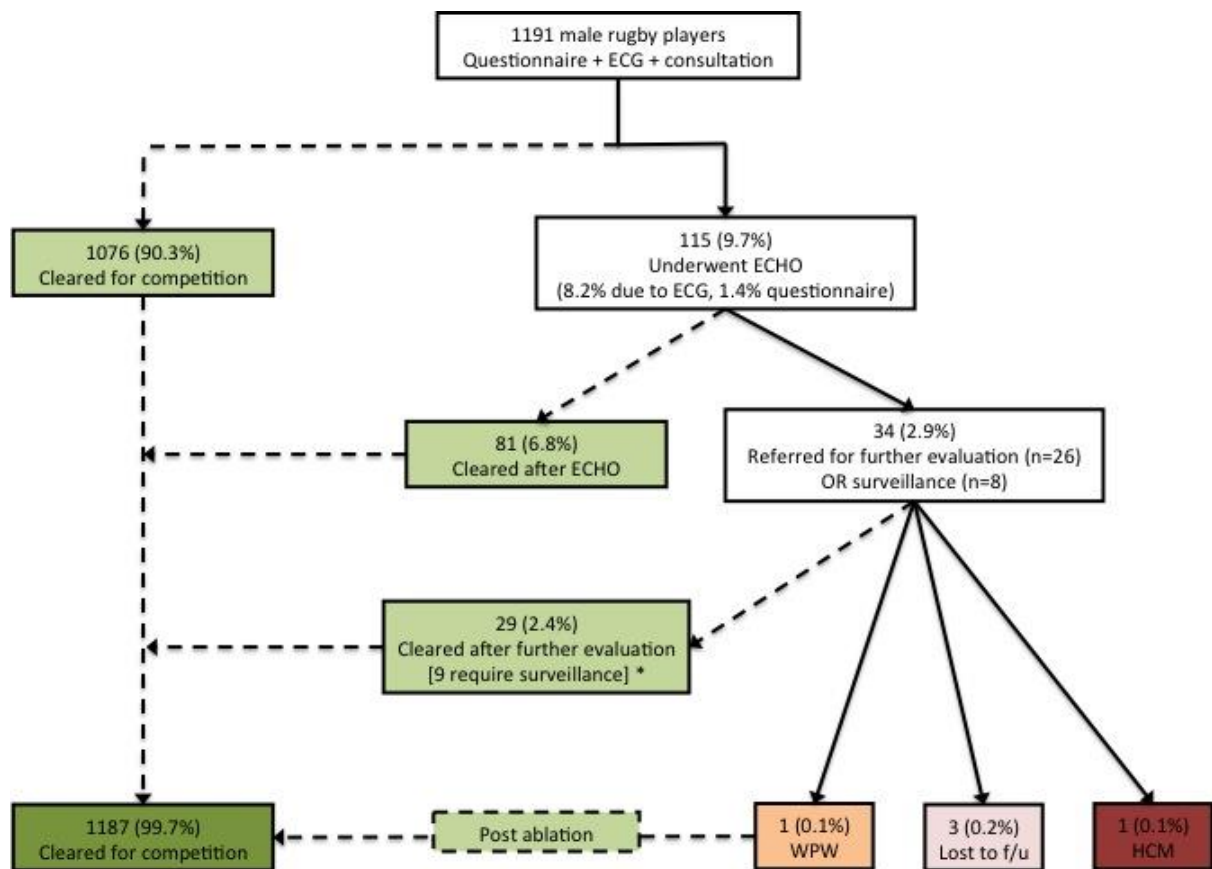 1191 male rugby players
Questionnaire + ECG + consultation
1076 (90.3%)
Cleared for competition
115 (9.7%)
Underwent ECHO
(8.2% due to ECG, 1.4% questionnaire)
81 (6.8%)
Cleared after ECHO
34 (2.9%)
Referred for further evaluation (n=26)
OR surveillance (n=8)
29 (2.4%)
Cleared after further evaluation
[9 require surveillance] *
1187 (99.7%)
Cleared for competition
Post ablation
1 (0.1%)
WPW
3 (0.2%)
Lost to f/u
1 (0.1%)
HCM